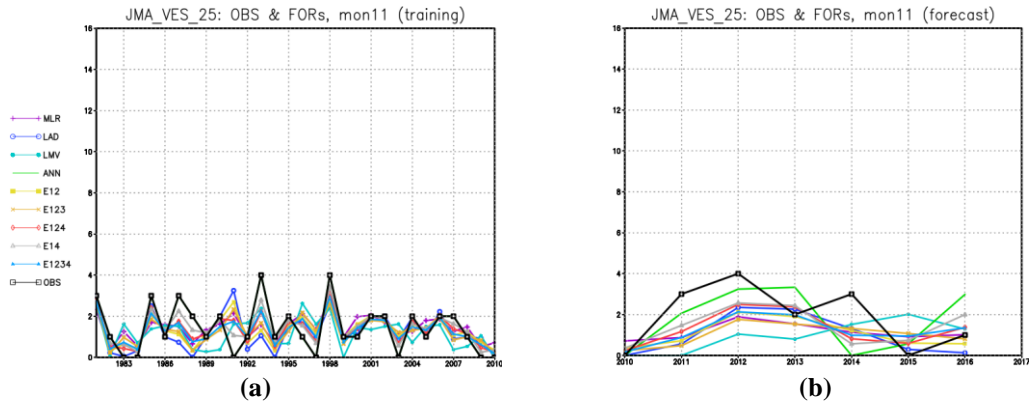 JMA_VES_25: OBS & FORs, mon11 (training)
16
14
12
10
8
6
4
2
0
1983
1986
1989
1992
1995
1998
2001
2004
2007
2010
MLR
LAD
LMV
ANN
E12
E123
E124
E14
E1234
OBS
(a)
JMA_VES_25: OBS & FORs, mon11 (forecast)
16
14
12
10
8
6
4
2
0
2010
2011
2012
2013
2014
2015
2016
2017
(b)